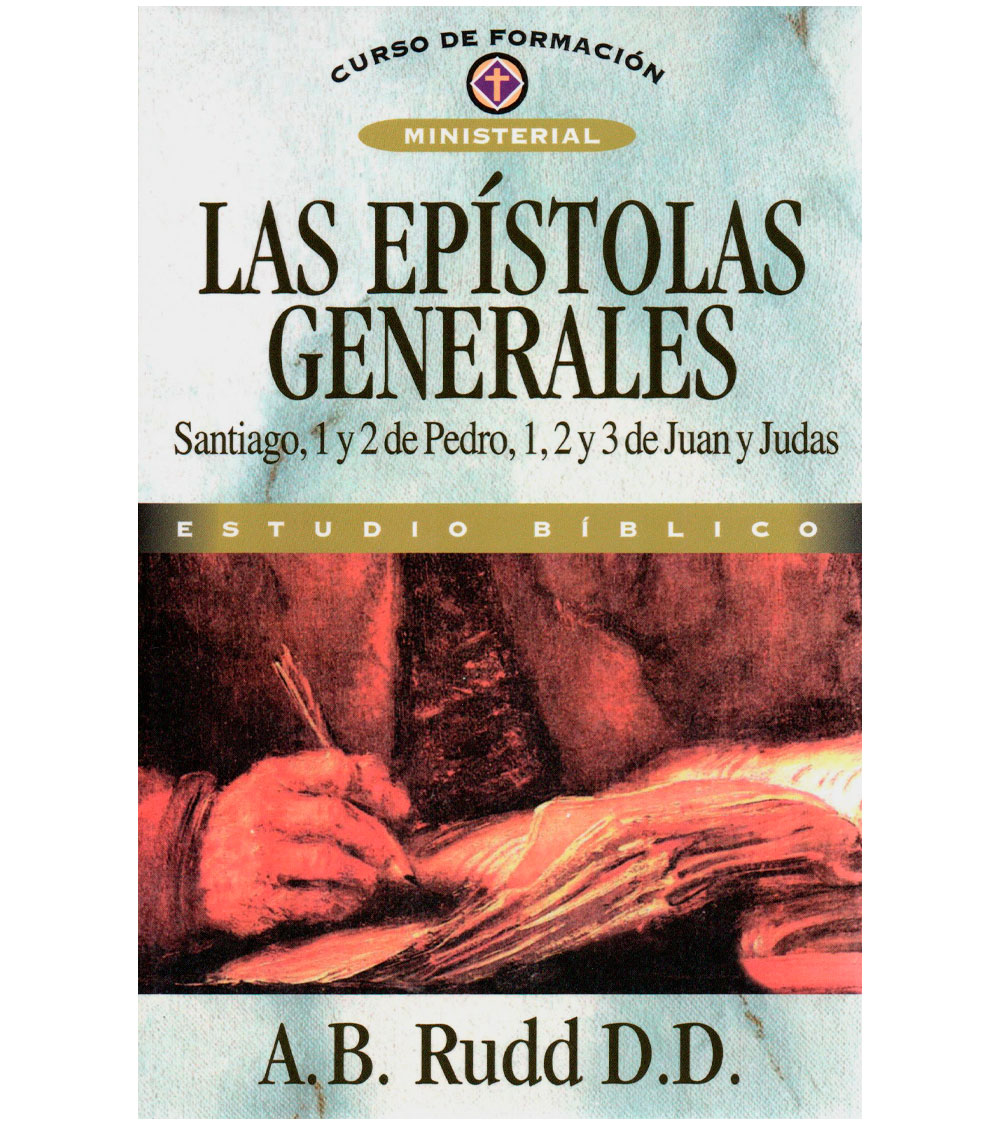 CURSO DE FORMACIÓN
MINISTERIAL
LAS EPÍSTOLAS
GENERALES
Santiago, 1 y 2 de Pedro, 1, 2 y 3 de Juan y Judas
ESTUDIO BÍBLICO
A.B. Rudd D.D.